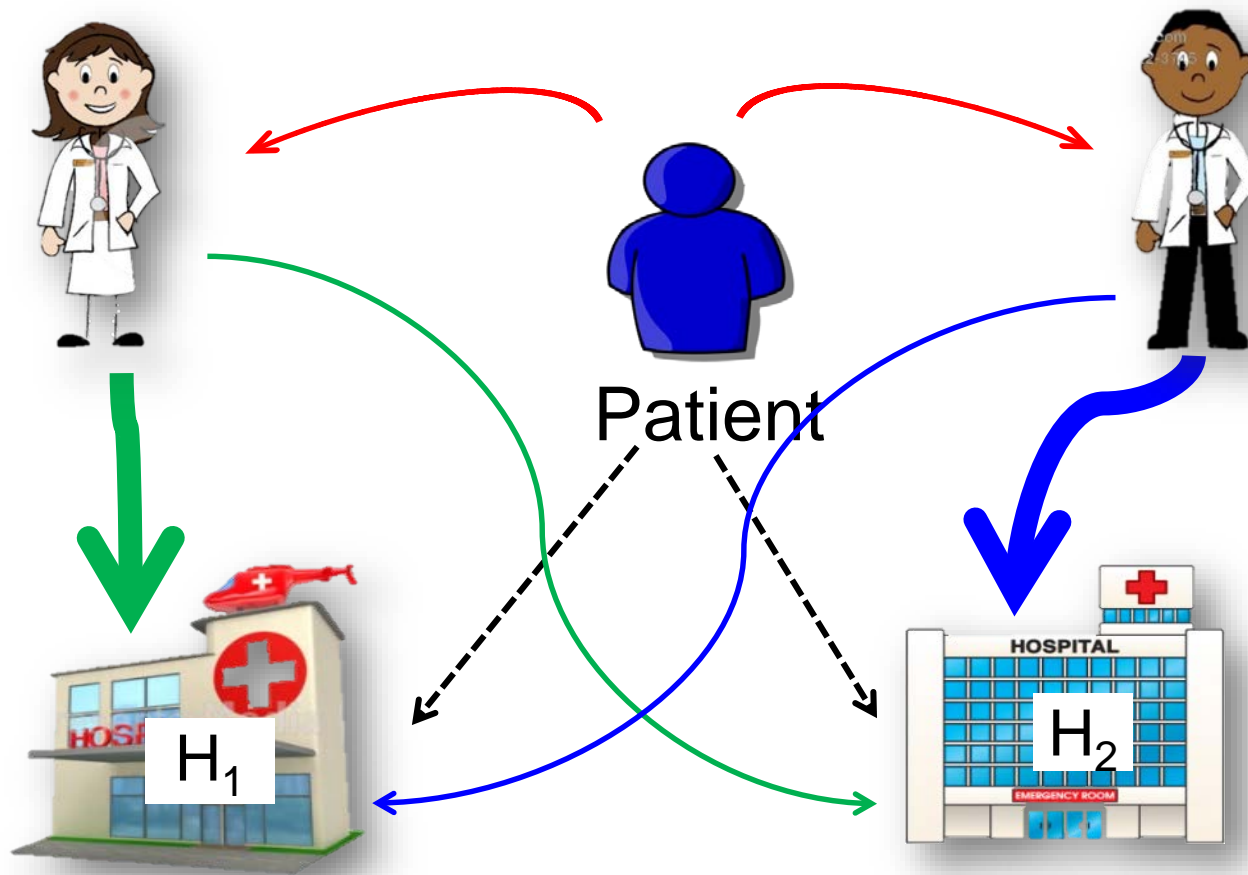 Patient
HOSPITAL
H₁
H₂
EMERGENCY ROOM